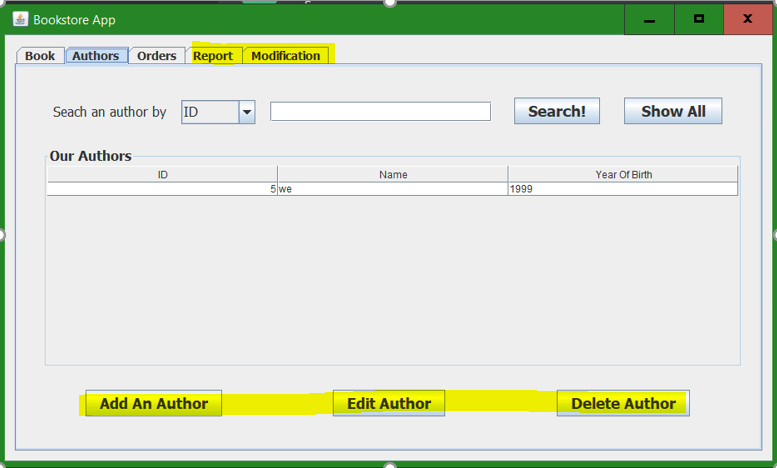 Bookstore App
Book Authors Orders Report Modification
Seach an author by ID Search! Show All
Our Authors
ID Name Year Of Birth
5 we 1999
Add An Author Edit Author Delete Author